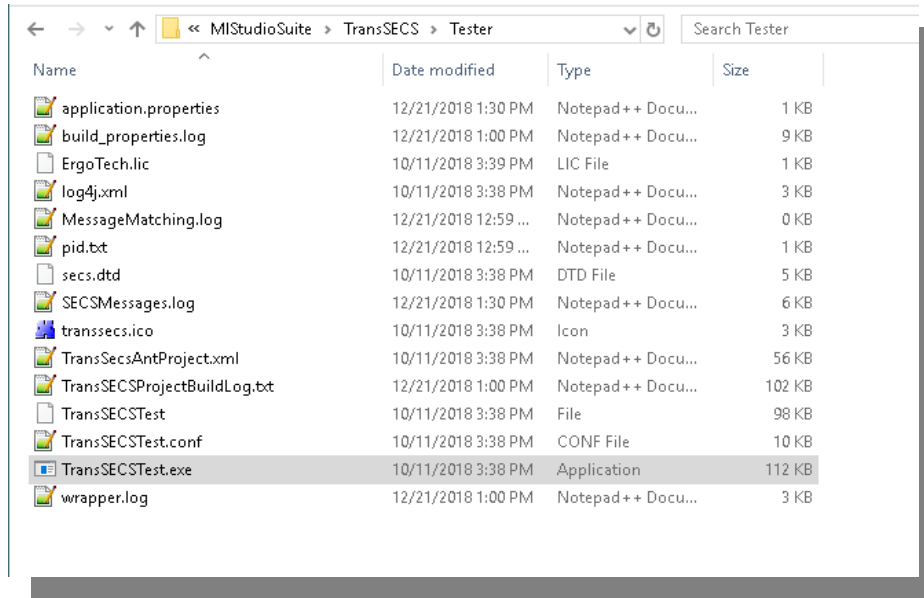 « MIStudioSuite > TransSECS > Tester Search Tester
Name Date modified Type Size
application.properties 12/21/2018 1:30 PM Notepad++ Docu... 1 KB
build_properties.log 12/21/2018 1:00 PM Notepad++ Docu... 9 KB
ErgoTech.lic 10/11/2018 3:39 PM LIC File 1 KB
log4j.xml 10/11/2018 3:38 PM Notepad++ Docu... 3 KB
MessageMatching.log 12/21/2018 12:59 ... Notepad++ Docu... 0 KB
pid.txt 12/21/2018 12:59 ... Notepad++ Docu... 1 KB
secs.dtd 10/11/2018 3:38 PM DTD File 5 KB
SECSMessages.log 12/21/2018 1:30 PM Notepad++ Docu... 6 KB
transsecs.ico 10/11/2018 3:38 PM Icon 3 KB
TransSecsAntProject.xml 10/11/2018 3:38 PM Notepad++ Docu... 56 KB
TransSECSProjectBuildLog.txt 12/21/2018 1:00 PM Notepad++ Docu... 102 KB
TransSECSTest 10/11/2018 3:38 PM File 98 KB
TransSECSTest.conf 10/11/2018 3:38 PM CONF File 10 KB
TransSECSTest.exe 10/11/2018 3:38 PM Application 112 KB
wrapper.log 12/21/2018 1:00 PM Notepad++ Docu... 3 KB